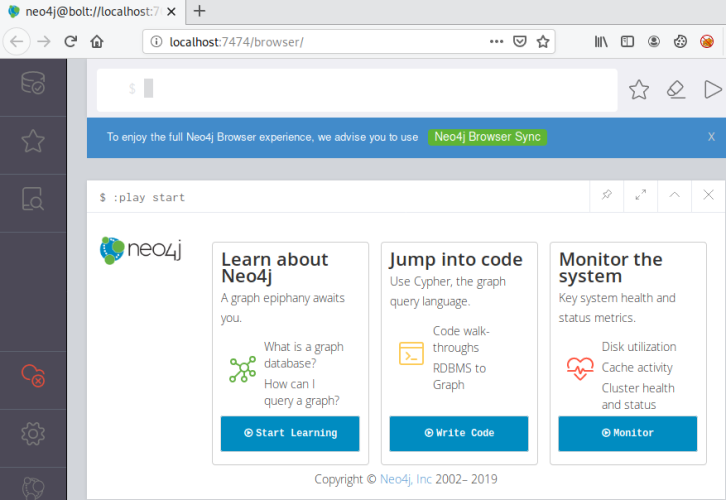 neo4j@bolt://localhost:7
localhost:7474/browser/
$
To enjoy the full Neo4j Browser experience, we advise you to use Neo4j Browser Sync X
$ :play start
neo4j
Learn about
Neo4j
A graph epiphany awaits
you.
What is a graph
database?
How can I
query a graph?
Start Learning
Jump into code
Use Cypher, the graph
query language.
Code walk-
throughs
RDBMS to
Graph
Write Code
Monitor the
system
Key system health and
status metrics.
Disk utilization
Cache activity
Cluster health
and status
Monitor
Copyright © Neo4j, Inc 2002– 2019